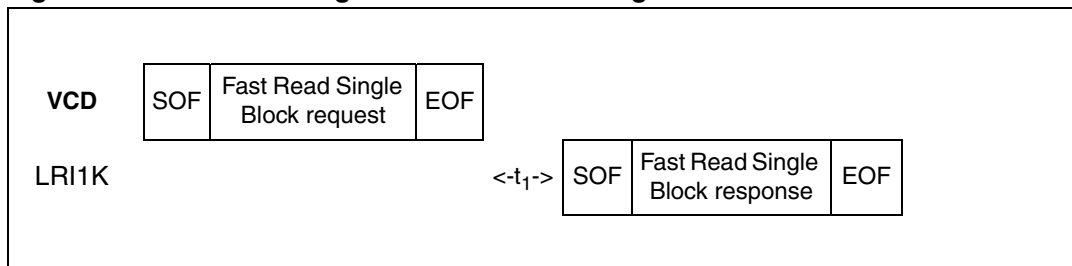 VCD SOF Fast Read Single Block request EOF
LRI1K <-t₁-> SOF Fast Read Single Block response EOF